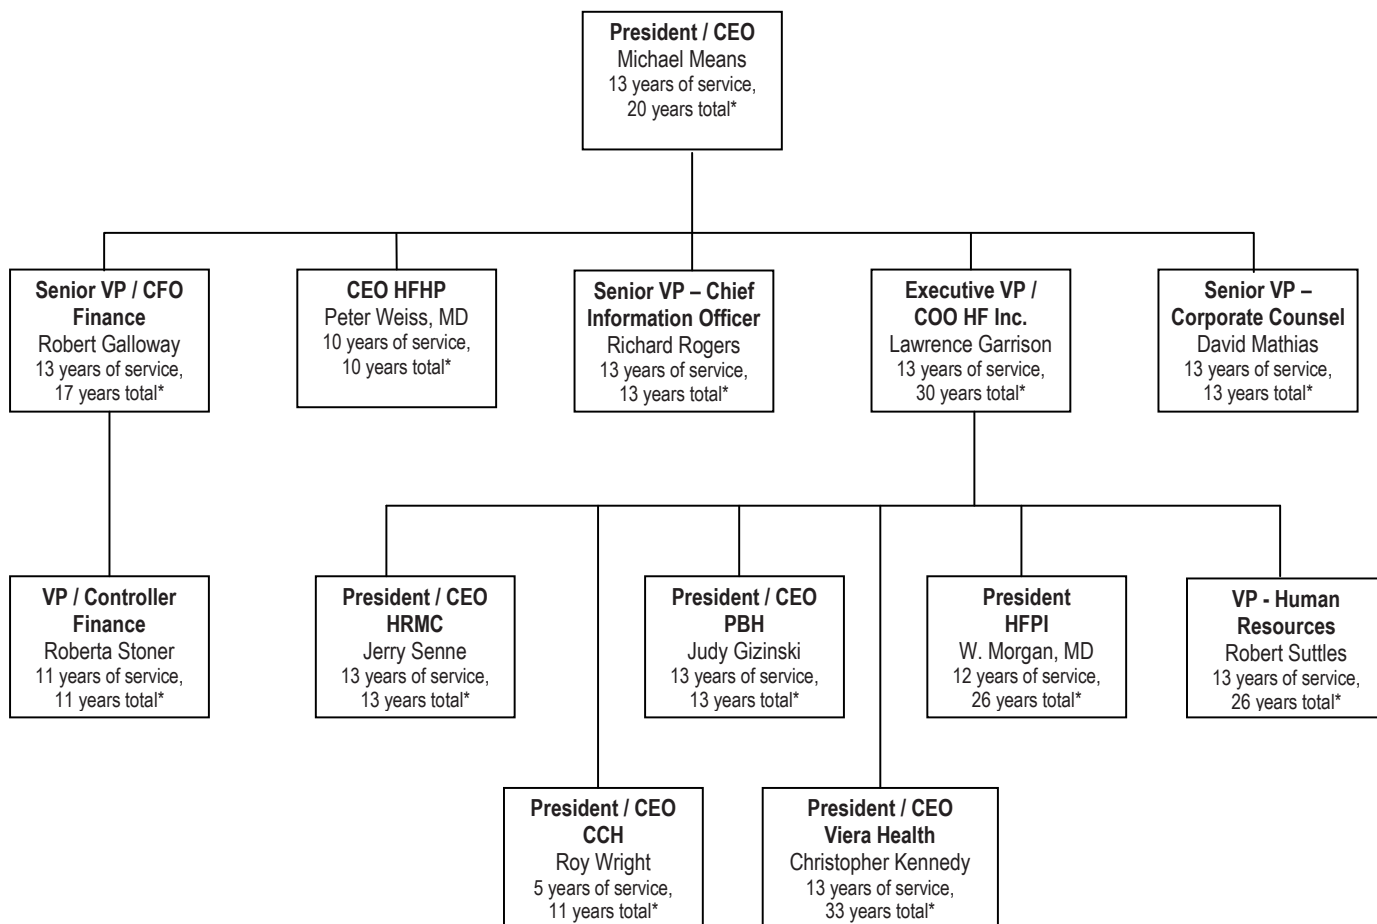 President / CEO
Michael Means
13 years of service,
20 years total*
Senior VP / CFO
Finance
Robert Galloway
13 years of service,
17 years total*
CEO HFHP
Peter Weiss, MD
10 years of service,
10 years total*
Senior VP – Chief
Information Officer
Richard Rogers
13 years of service,
13 years total*
Executive VP /
COO HF Inc.
Lawrence Garrison
13 years of service,
30 years total*
Senior VP –
Corporate Counsel
David Mathias
13 years of service,
13 years total*
VP / Controller
Finance
Roberta Stoner
11 years of service,
11 years total*
President / CEO
HRMC
Jerry Senne
13 years of service,
13 years total*
President / CEO
PBH
Judy Gizinski
13 years of service,
13 years total*
President
HFPI
W. Morgan, MD
12 years of service,
26 years total*
VP - Human
Resources
Robert Suttles
13 years of service,
26 years total*
President / CEO
CCH
Roy Wright
5 years of service,
11 years total*
President / CEO
Viera Health
Christopher Kennedy
13 years of service,
33 years total*